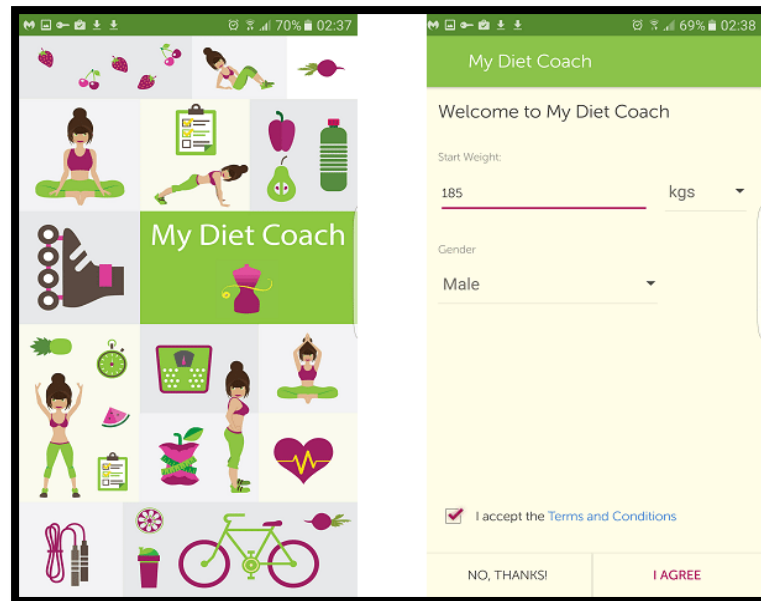 70% 02:37
My Diet Coach
69% 02:38
My Diet Coach
Welcome to My Diet Coach
Start Weight:
185
kgs
Gender
Male
I accept the Terms and Conditions
NO, THANKS!
I AGREE